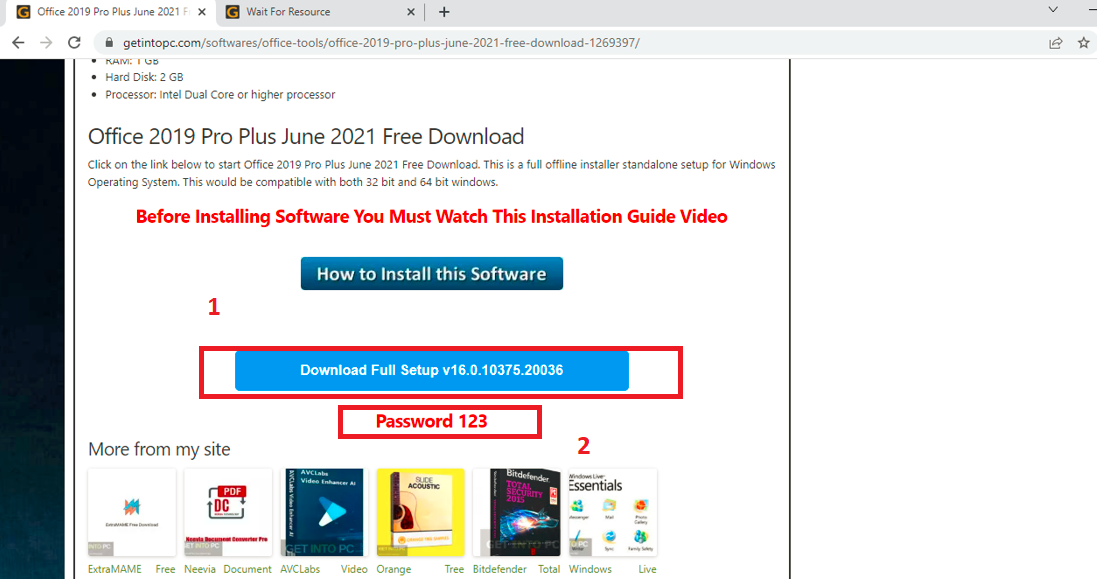 Office 2019 Pro Plus June 2021 F
Wait For Resource
getintopc.com/softwares/office-tools/office-2019-pro-plus-june-2021-free-download-1269397/
RAM: 1 GB
Hard Disk: 2 GB
Processor: Intel Dual Core or higher processor
Office 2019 Pro Plus June 2021 Free Download
Click on the link below to start Office 2019 Pro Plus June 2021 Free Download. This is a full offline installer standalone setup for Windows
Operating System. This would be compatible with both 32 bit and 64 bit windows.
Before Installing Software You Must Watch This Installation Guide Video
How to Install this Software
1
Download Full Setup v16.0.10375.20036
Password 123
2
More from my site
ExtraMAME Free Download
INTO PC
PDF
DC
Neevia Document Converter Pro
AVCLabs
Video Enhancer AI
GET INTO PC
SLIDE
ACOUSTIC
Bitdefender
TOTAL
SECURITY
2015
GET INTO PC
Windows Live
Essentials
Messenger Mail Photo Gallery
Writer Sync Family Safety
ExtraMAME Free
Neevia Document
AVCLabs Video
Orange Tree
Bitdefender Total
Windows Live